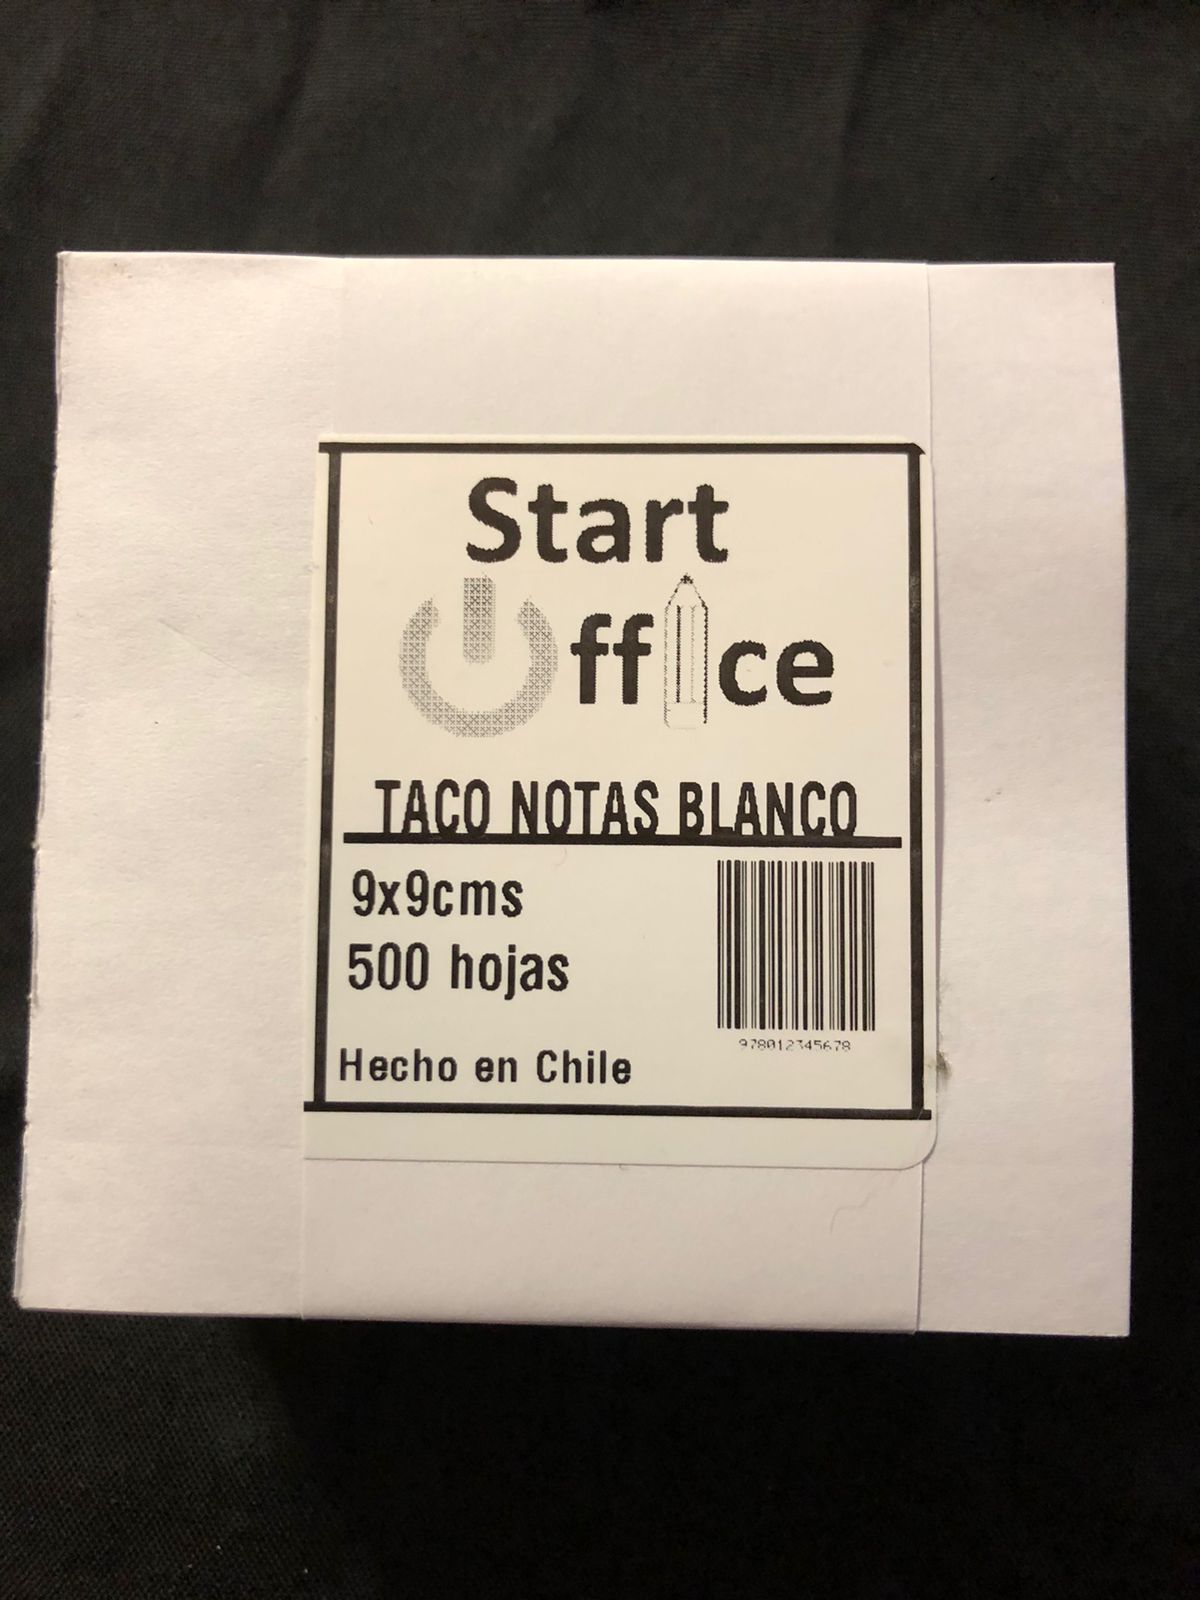 Start
Office
TACO NOTAS BLANCO
9x9cms
500 hojas
978012345678
Hecho en Chile